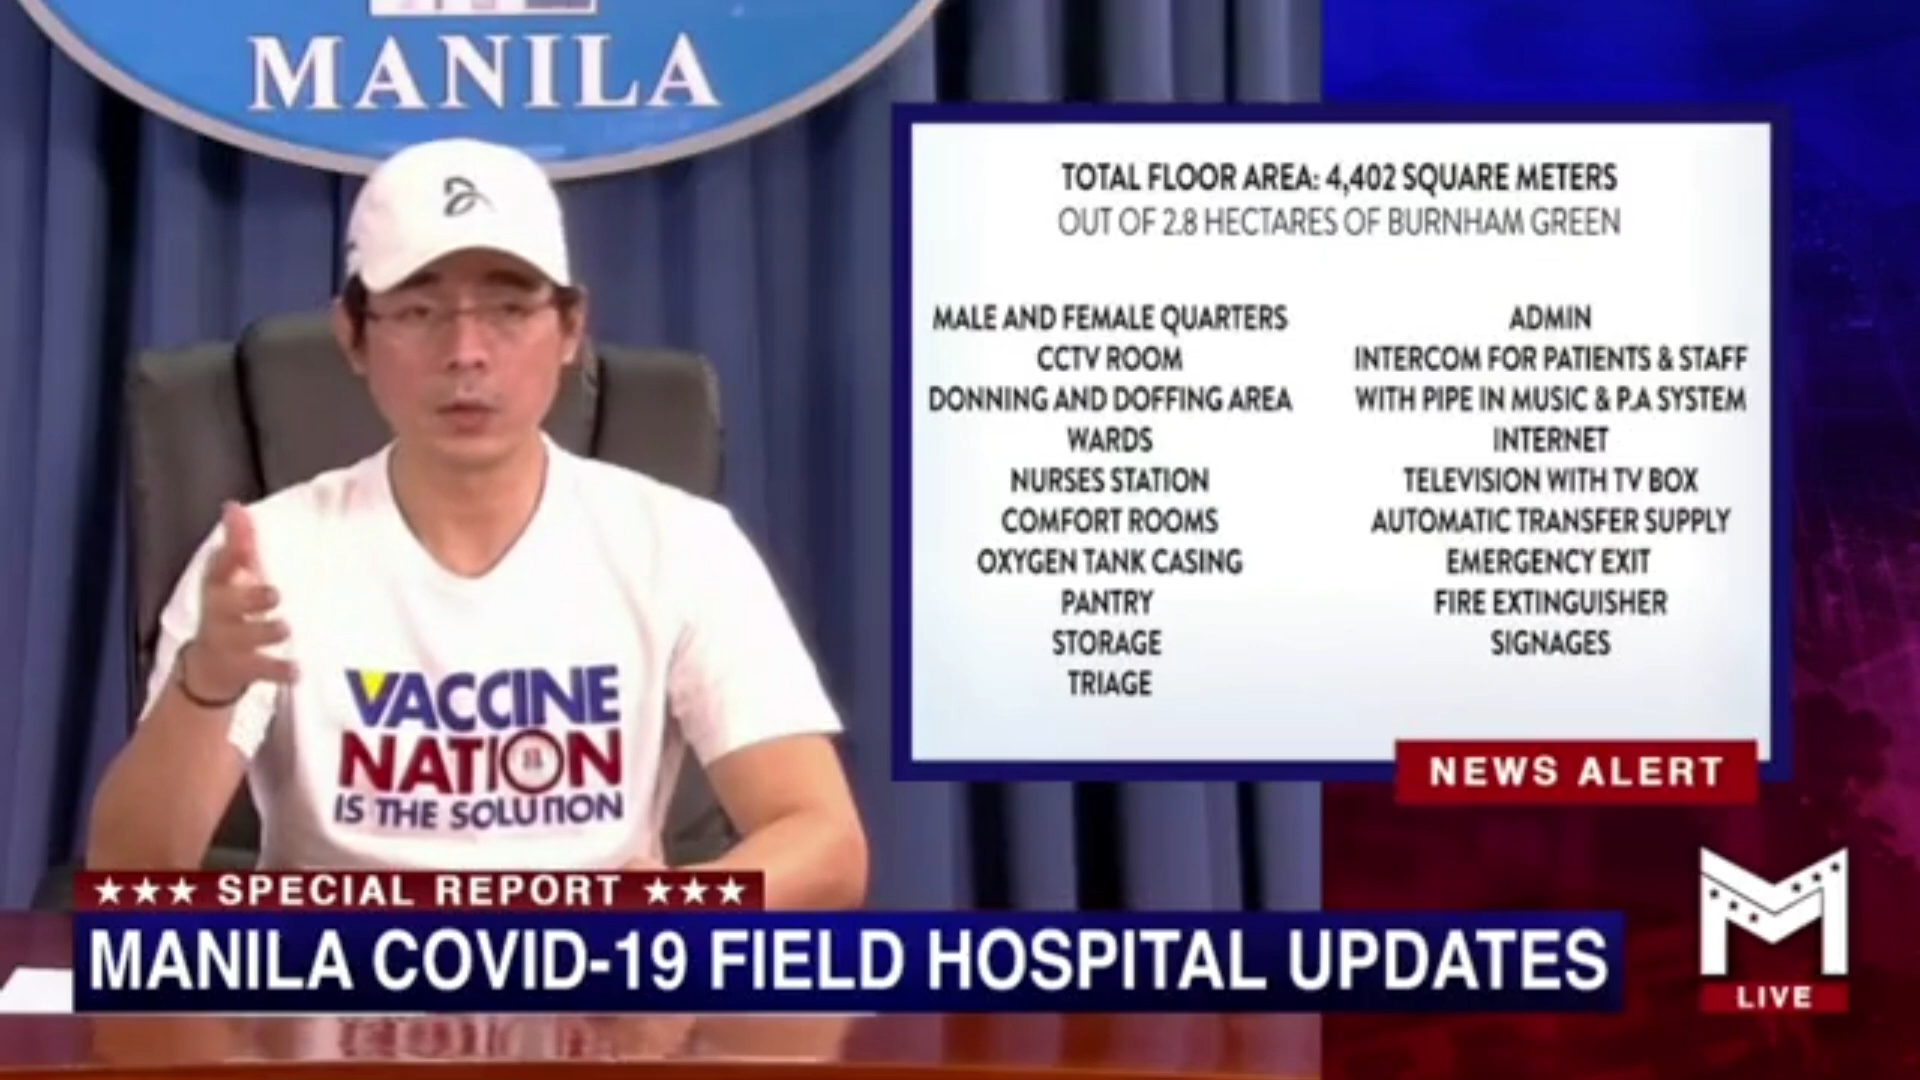 MANILA
TOTAL FLOOR AREA: 4,402 SQUARE METERS
OUT OF 2.8 HECTARES OF BURNHAM GREEN
MALE AND FEMALE QUARTERS
CCTV ROOM
DONNING AND DOFFING AREA
WARDS
NURSES STATION
COMFORT ROOMS
OXYGEN TANK CASING
PANTRY
STORAGE
TRIAGE
ADMIN
INTERCOM FOR PATIENTS & STAFF
WITH PIPE IN MUSIC & P.A SYSTEM
INTERNET
TELEVISION WITH TV BOX
AUTOMATIC TRANSFER SUPPLY
EMERGENCY EXIT
FIRE EXTINGUISHER
SIGNAGES
NEWS ALERT
VACCINE
NATION
IS THE SOLUTION
★★★ SPECIAL REPORT ★★★
MANILA COVID-19 FIELD HOSPITAL UPDATES
M
LIVE